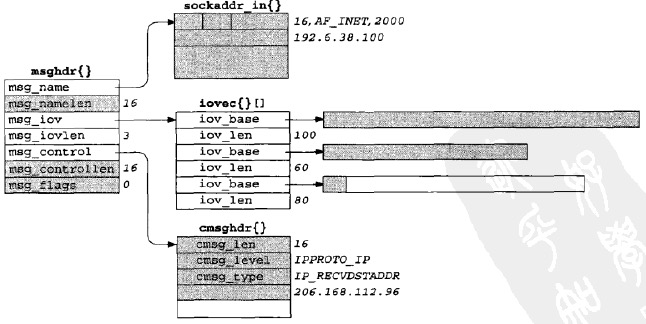 sockaddr_in{}
16, AF_INET, 2000
192.6.38.100
msghdr{}
msg_name
msg_namelen 16
msg_iov
msg_iovlen 3
msg_control
msg_controllen 16
msg_flags 0
iovec{}[]
iov_base
iov_len 100
iov_base
iov_len 60
iov_base
iov_len 80
cmsghdr{}
cmsg_len 16
cmsg_level IPPROTO_IP
cmsg_type IP_RECVDSTADDR
206.168.112.96